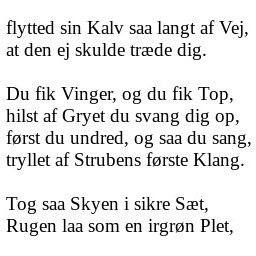 flytted sin Kalv saa langt af Vej,
at den ej skulde træde dig.
Du fik Vinger, og du fik Top,
hilst af Gryet du svang dig op,
først du undred, og saa du sang,
tryllet af Strubens første Klang.
Tog saa Skyen i sikre Sæt,
Rugen laa som en irgrøn Plet,